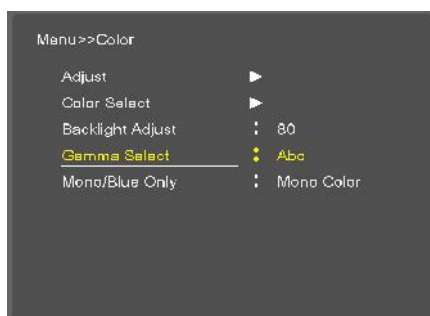 Menu>>Color
Adjust ▶
Color Select ▶
Backlight Adjust : 80
Gamma Select : Abc
Mono/Blue Only : Mono Color